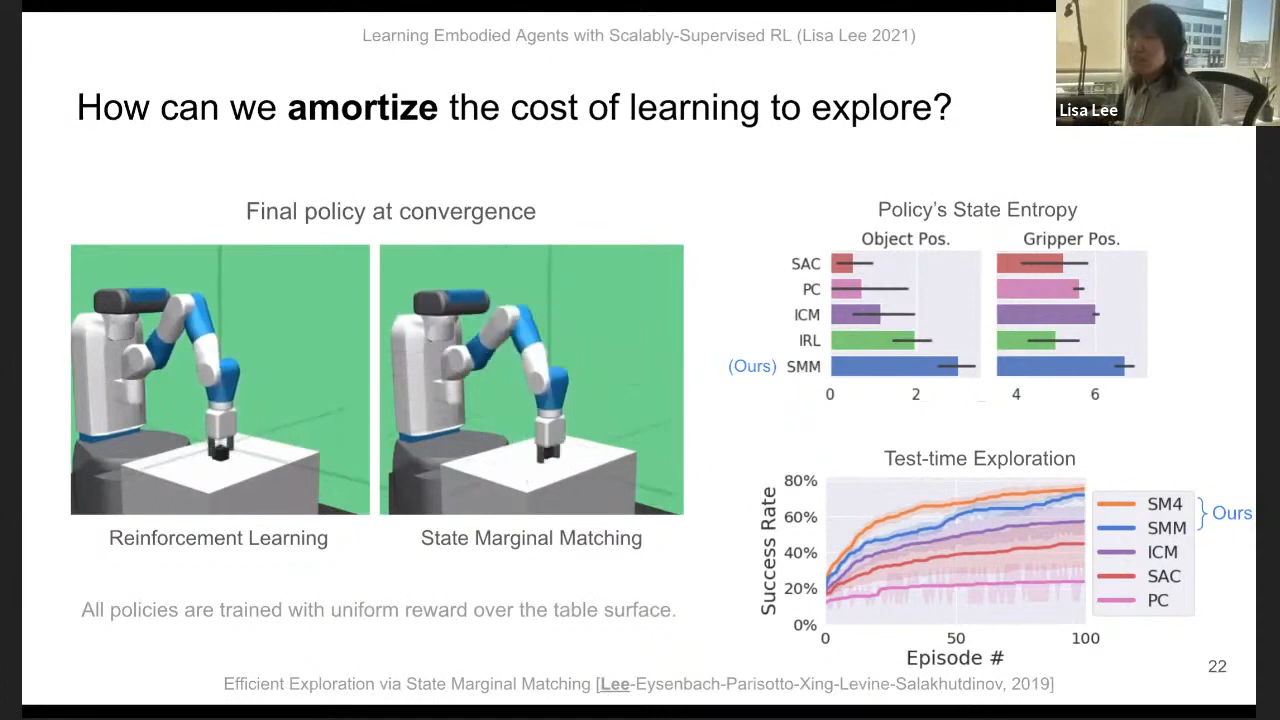 Learning Embodied Agents with Scalably-Supervised RL (Lisa Lee 2021)
Lisa Lee
How can we amortize the cost of learning to explore?
Final policy at convergence
Reinforcement Learning
State Marginal Matching
All policies are trained with uniform reward over the table surface.
Policy's State Entropy
Object Pos.
Gripper Pos.
SAC
PC
ICM
IRL
(Ours) SMM
0 2 4 6
Test-time Exploration
80%
60%
40%
20%
0%
Success Rate
0 50 100
Episode #
SM4
SMM
ICM
SAC
PC
Ours
22
Efficient Exploration via State Marginal Matching [Lee-Eysenbach-Parisotto-Xing-Levine-Salakhutdinov, 2019]